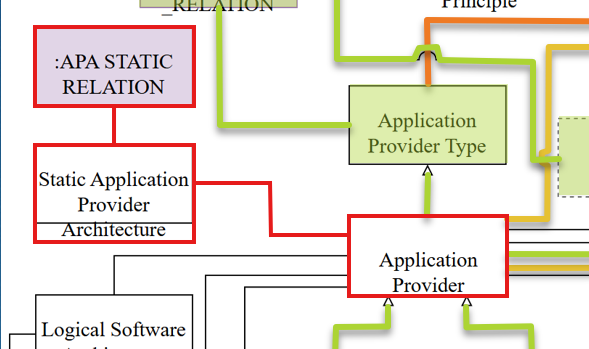 _RELATION
Principle
:APA STATIC
RELATION
Application
Provider Type
Static Application
Provider
Architecture
Application
Provider
Logical Software